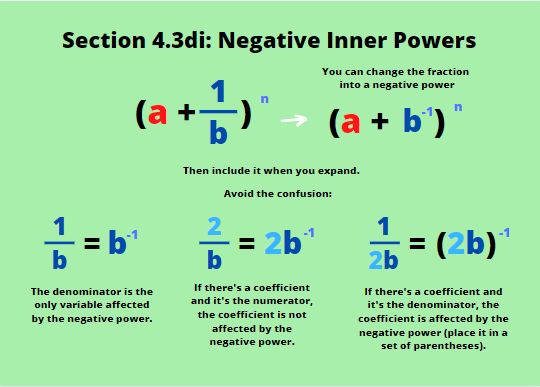 Section 4.3di: Negative Inner Powers
You can change the fraction
into a negative power
(a + 1/b)^n → (a + b^-1)^n
Then include it when you expand.
Avoid the confusion:
1/b = b^-1
2/b = 2b^-1
1/2b = (2b)^-1
The denominator is the
only variable affected
by the negative power.
If there's a coefficient
and it's the numerator,
the coefficient is not
affected by the
negative power.
If there's a coefficient and
it's the denominator, the
coefficient is affected by the
negative power (place it in a
set of parentheses).